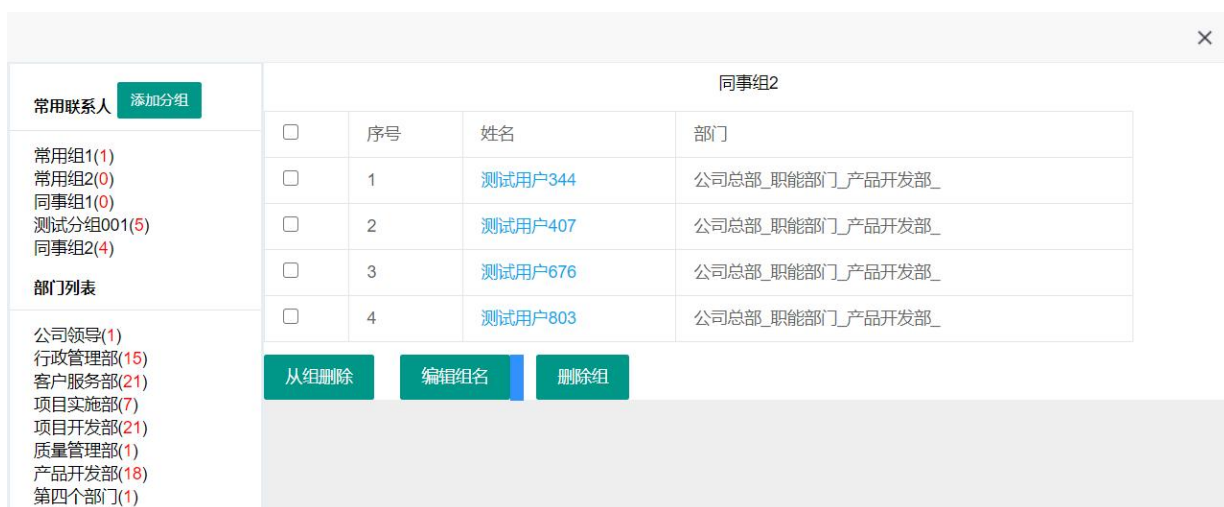 常用联系人 添加分组
常用组1(1)
常用组2(0)
同事组1(0)
测试分组001(5)
同事组2(4)
部门列表
公司领导(1)
行政管理部(15)
客户服务部(21)
项目实施部(7)
项目开发部(21)
质量管理部(1)
产品开发部(18)
第四个部门(1)
同事组2
序号 姓名 部门
1 测试用户344 公司总部_职能部门_产品开发部_
2 测试用户407 公司总部_职能部门_产品开发部_
3 测试用户676 公司总部_职能部门_产品开发部_
4 测试用户803 公司总部_职能部门_产品开发部_
从组删除 编辑组名 删除组